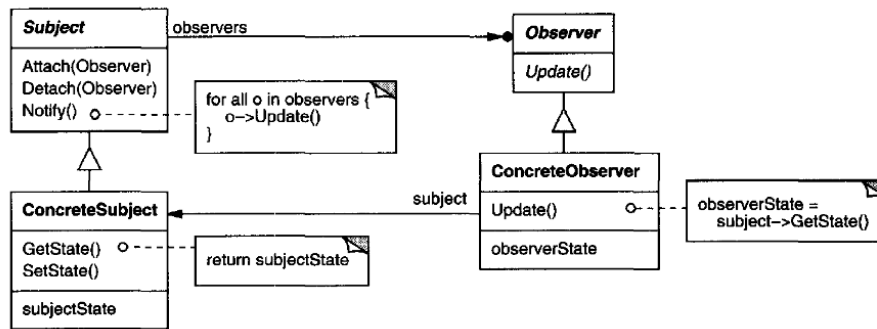 Subject
Attach(Observer)
Detach(Observer)
Notify()
observers
Observer
Update()
for all o in observers {
o–>Update()
}
ConcreteSubject
GetState()
SetState()
subjectState
return subjectState
subject
ConcreteObserver
Update()
observerState
observerState =
subject–>GetState()